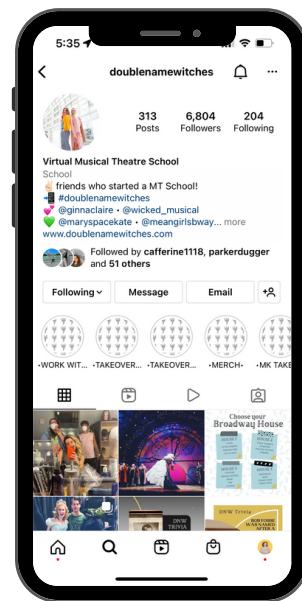 5:35
doublenamewitches
313 6,804 204
Posts Followers Following
Virtual Musical Theatre School
School
friends who started a MT School!
#doublenamewitches
@ginnaclaire • @wicked_musical
@maryspacekate • @meangirlsbway... more
www.doublenamewitches.com
Followed by cafferine1118, parkerdugger
and 51 others
Following Message Email
•WORK WIT... •TAKEOVER... •TAKEOVER... •MERCH• •MK TAKE
Choose your
Broadway House
DNW
TRIVIA
DNW Trivia